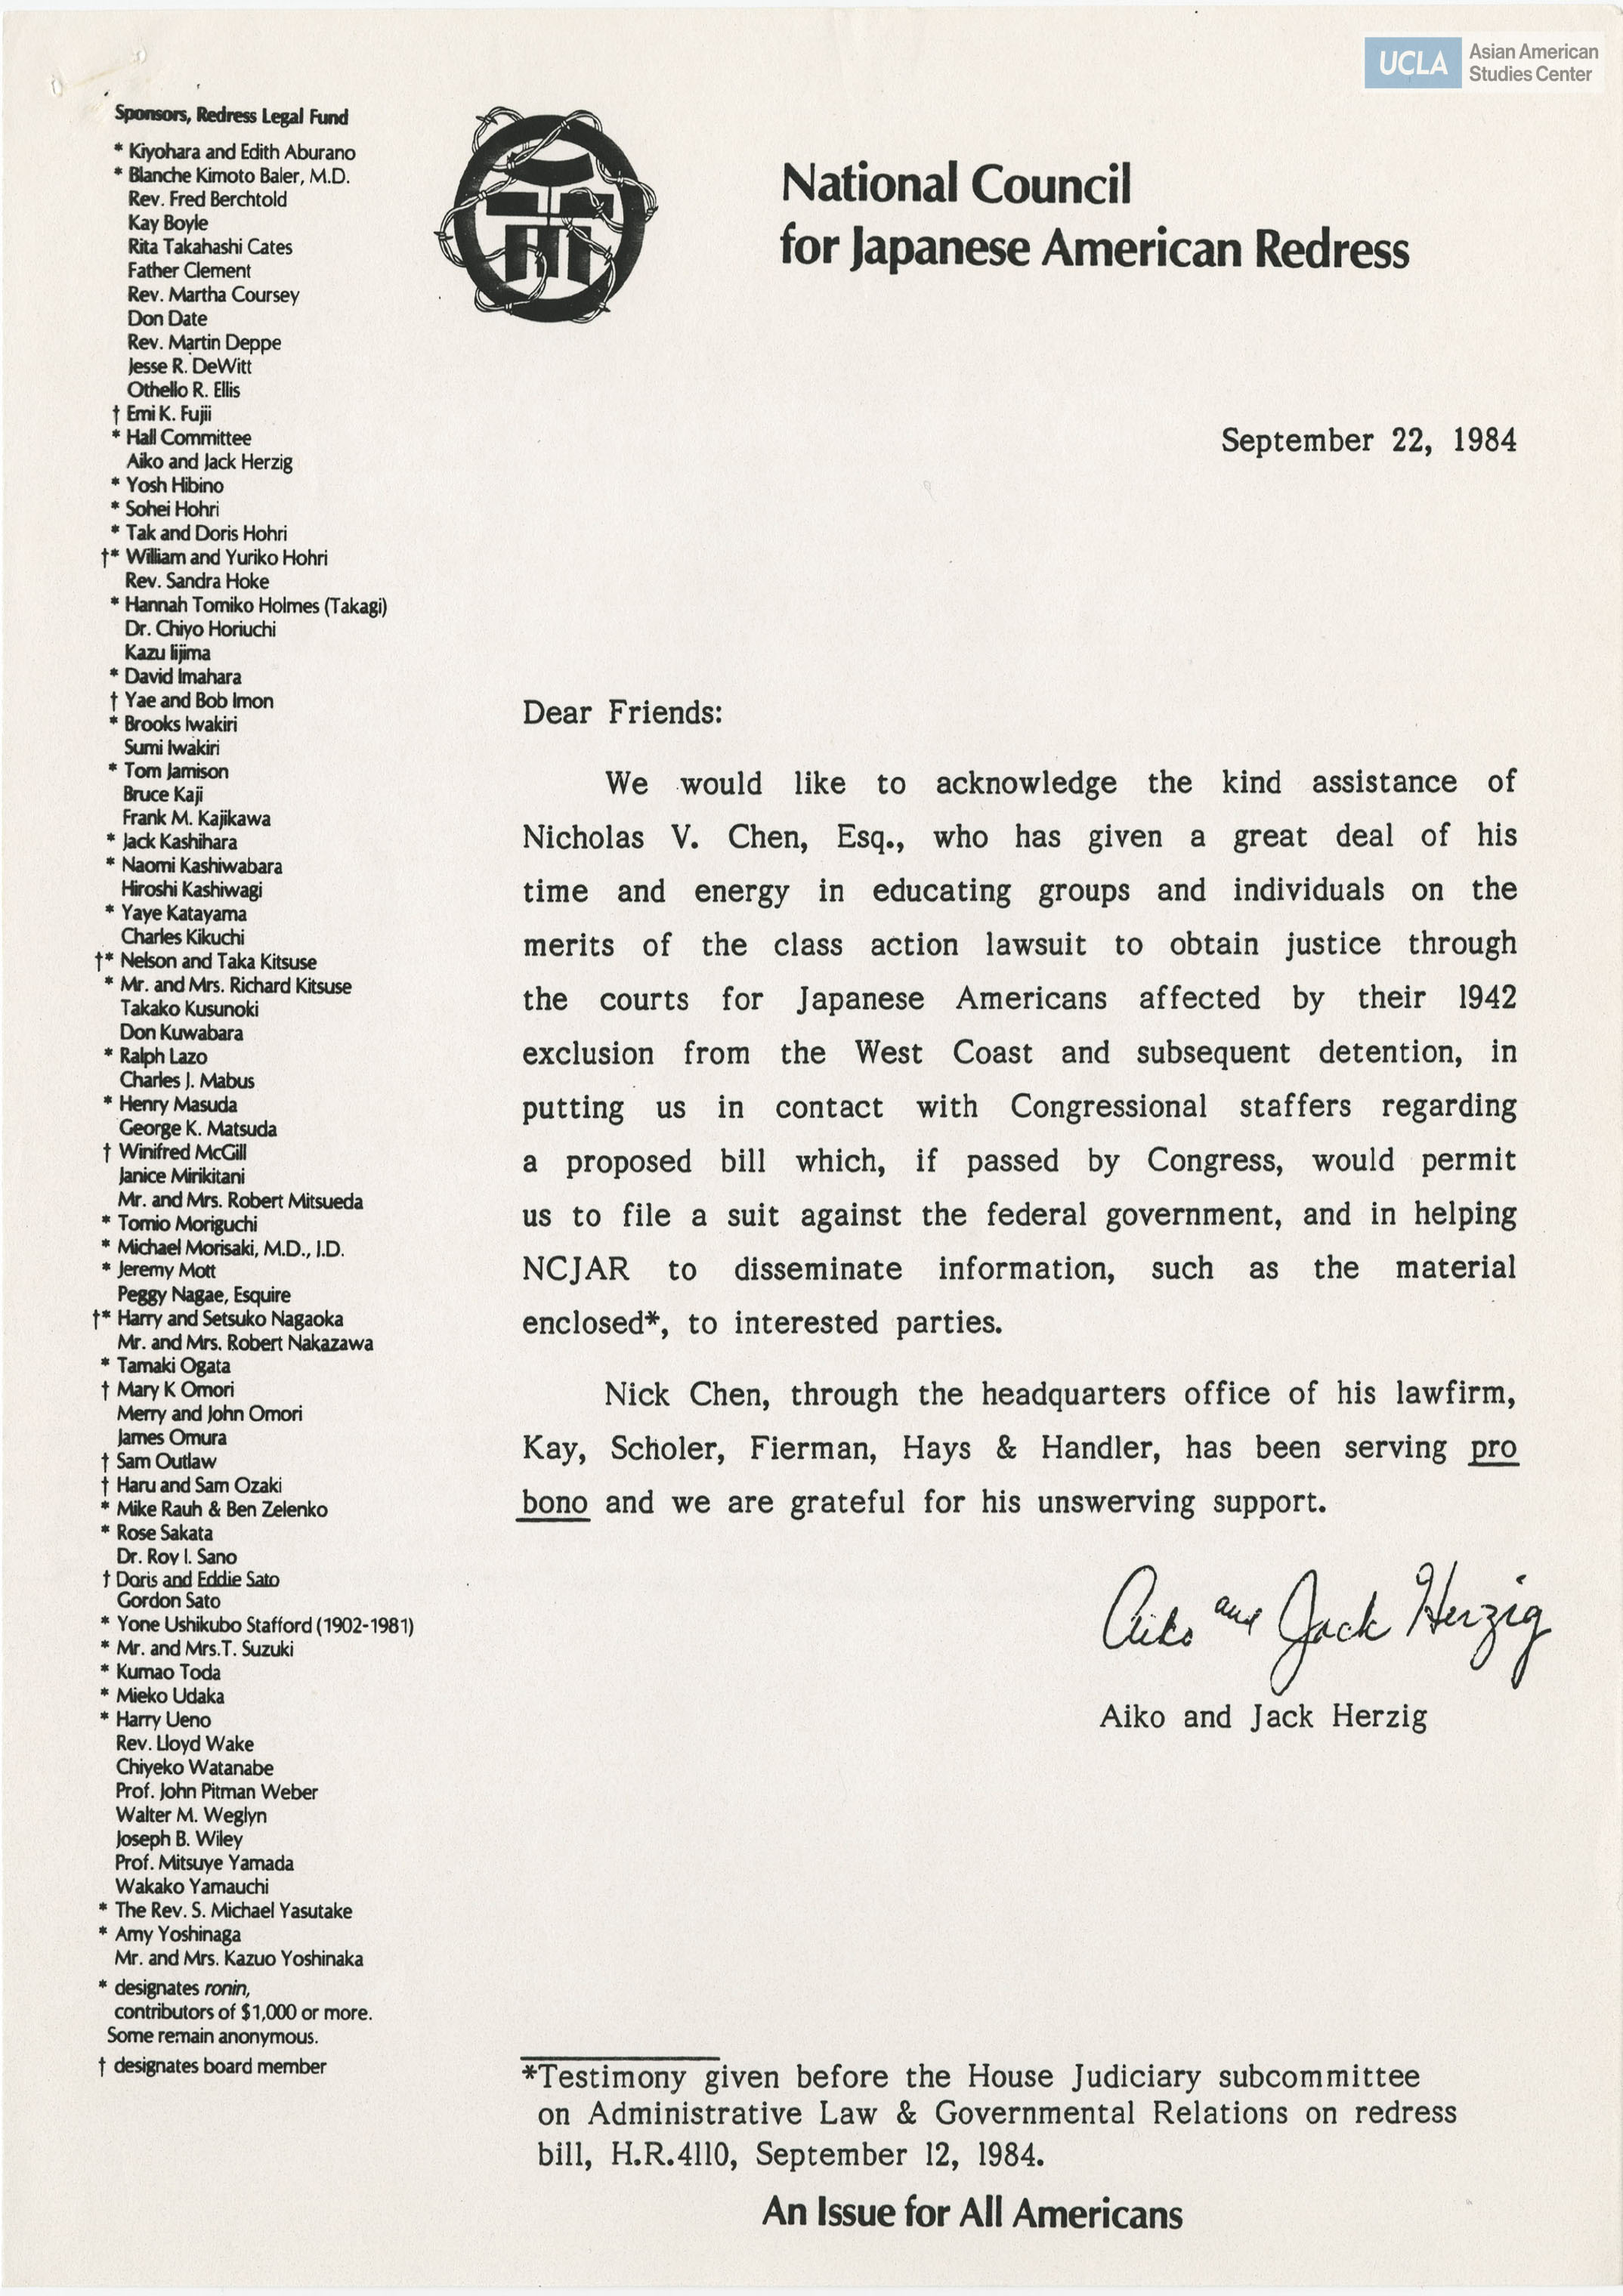 UCLA Asian American
Studies Center
Sponsors, Redress Legal Fund
* Kiyohara and Edith Aburano
* Blanche Kimoto Baler, M.D.
Rev. Fred Berchtold
Kay Boyle
Rita Takahashi Cates
Father Clement
Rev. Martha Coursey
Don Date
Rev. Martin Deppe
Jesse R. DeWitt
Othello R. Ellis
† Emi K. Fujii
* Hall Committee
Aiko and Jack Herzig
* Yosh Hibino
* Sohei Hohri
* Tak and Doris Hohri
†* William and Yuriko Hohri
Rev. Sandra Hoke
* Hannah Tomiko Holmes (Takagi)
Dr. Chiyo Horiuchi
Kazu Iijima
* David Imahara
† Yae and Bob Imon
* Brooks Iwakiri
Sumi Iwakiri
* Tom Jamison
Bruce Kaji
Frank M. Kajikawa
* Jack Kashihara
* Naomi Kashiwabara
Hiroshi Kashiwagi
* Yaye Katayama
Charles Kikuchi
†* Nelson and Taka Kitsuse
* Mr. and Mrs. Richard Kitsuse
Takako Kusunoki
Don Kuwabara
* Ralph Lazo
Charles J. Mabus
* Henry Masuda
George K. Matsuda
† Winifred McGill
Janice Mirikitani
Mr. and Mrs. Robert Mitsueda
* Tomio Moriguchi
* Michael Morisaki, M.D., J.D.
* Jeremy Mott
Peggy Nagae, Esquire
†* Harry and Setsuko Nagaoka
Mr. and Mrs. Robert Nakazawa
* Tamaki Ogata
† Mary K Omori
Merry and John Omori
James Omura
† Sam Outlaw
† Haru and Sam Ozaki
* Mike Rauh & Ben Zelenko
* Rose Sakata
Dr. Roy I. Sano
† Doris and Eddie Sato
Gordon Sato
* Yone Ushikubo Stafford (1902-1981)
* Mr. and Mrs.T. Suzuki
* Kumao Toda
* Mieko Udaka
* Harry Ueno
Rev. Lloyd Wake
Chiyeko Watanabe
Prof. John Pitman Weber
Walter M. Weglyn
Joseph B. Wiley
Prof. Mitsuye Yamada
Wakako Yamauchi
* The Rev. S. Michael Yasutake
* Amy Yoshinaga
Mr. and Mrs. Kazuo Yoshinaka
* designates ronin,
contributors of $1,000 or more.
Some remain anonymous.
† designates board member
National Council
for Japanese American Redress
September 22, 1984
Dear Friends:
We would like to acknowledge the kind assistance of
Nicholas V. Chen, Esq., who has given a great deal of his
time and energy in educating groups and individuals on the
merits of the class action lawsuit to obtain justice through
the courts for Japanese Americans affected by their 1942
exclusion from the West Coast and subsequent detention, in
putting us in contact with Congressional staffers regarding
a proposed bill which, if passed by Congress, would permit
us to file a suit against the federal government, and in helping
NCJAR to disseminate information, such as the material
enclosed*, to interested parties.
Nick Chen, through the headquarters office of his lawfirm,
Kay, Scholer, Fierman, Hays & Handler, has been serving pro
bono and we are grateful for his unswerving support.
Aiko and Jack Herzig
Aiko and Jack Herzig
*Testimony given before the House Judiciary subcommittee
on Administrative Law & Governmental Relations on redress
bill, H.R.4110, September 12, 1984.
An Issue for All Americans